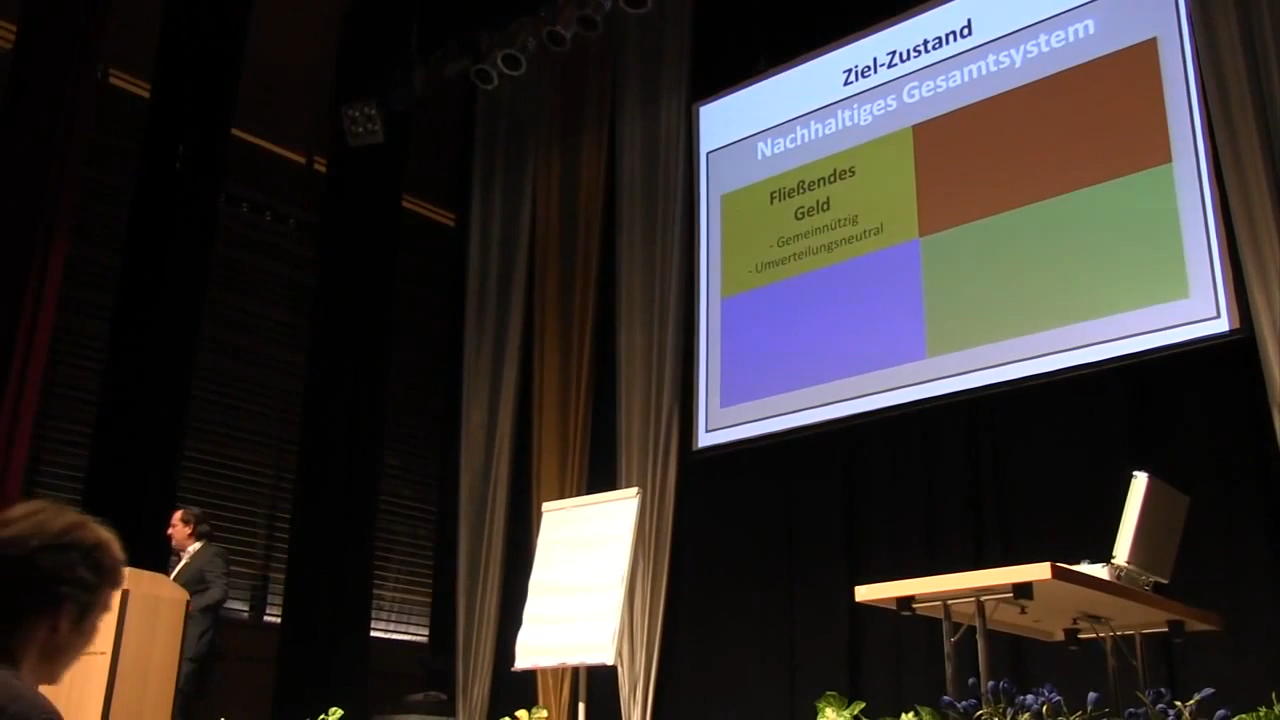 Ziel-Zustand
Nachhaltiges Gesamtsystem
Fließendes
Geld
- Gemeinnützig
- Umverteilungsneutral